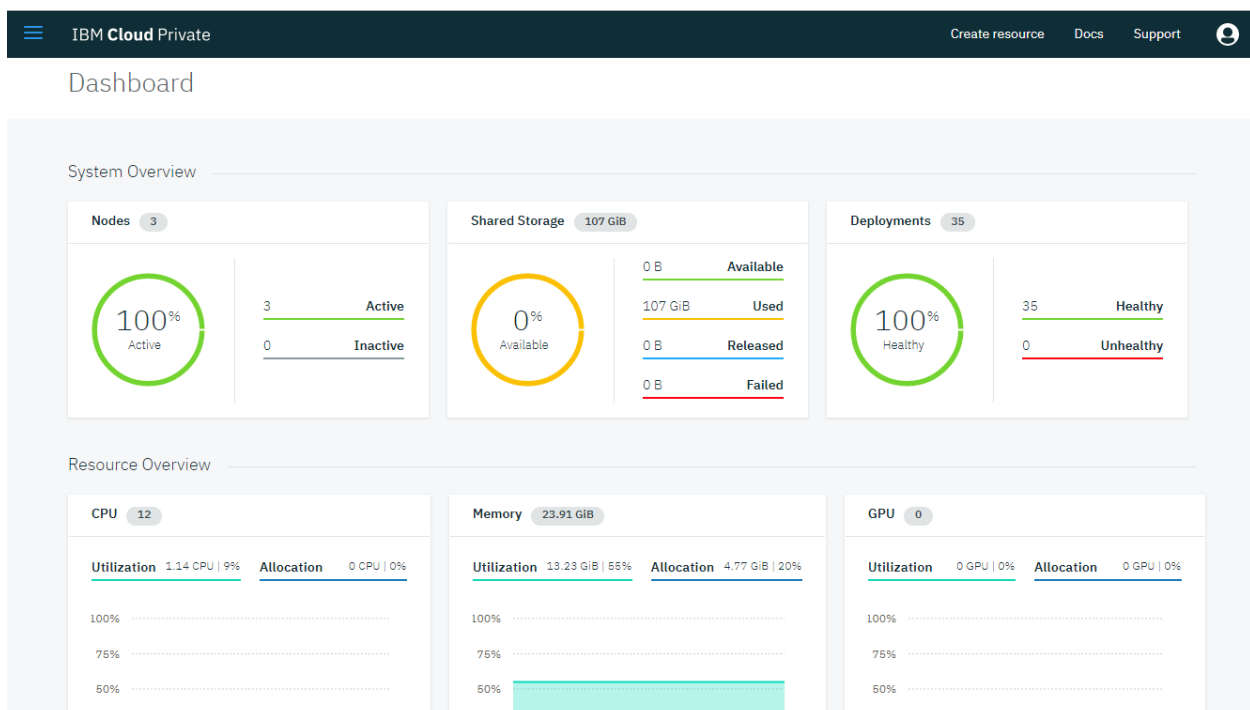 IBM Cloud Private Create resource Docs Support
Dashboard
System Overview
Nodes 3
100%
Active
3 Active
0 Inactive
Shared Storage 107 GiB
0%
Available
0 B Available
107 GiB Used
0 B Released
0 B Failed
Deployments 35
100%
Healthy
35 Healthy
0 Unhealthy
Resource Overview
CPU 12
Utilization 1.14 CPU | 9% Allocation 0 CPU | 0%
100%
75%
50%
Memory 23.91 GiB
Utilization 13.23 GiB | 55% Allocation 4.77 GiB | 20%
100%
75%
50%
GPU 0
Utilization 0 GPU | 0% Allocation 0 GPU | 0%
100%
75%
50%